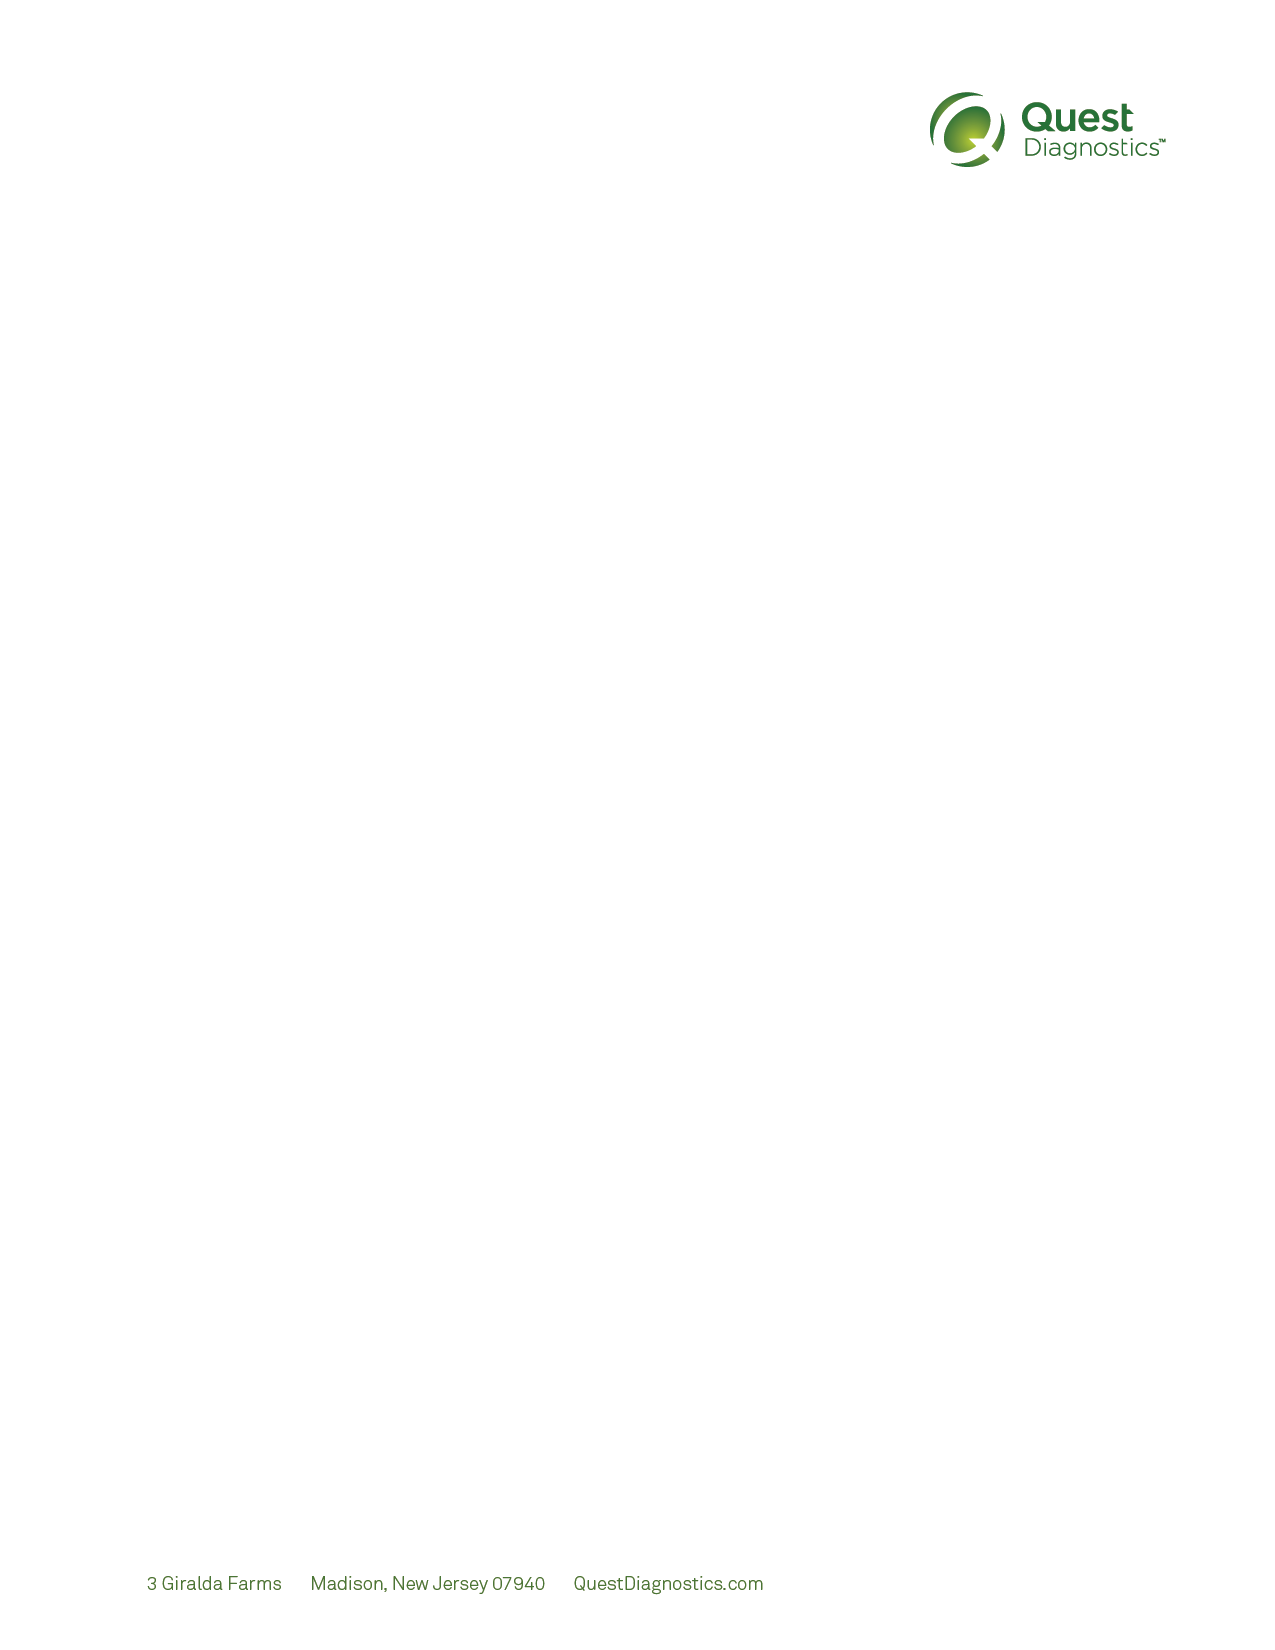 Quest
Diagnostics™
3 Giralda Farms Madison, New Jersey 07940 QuestDiagnostics.com